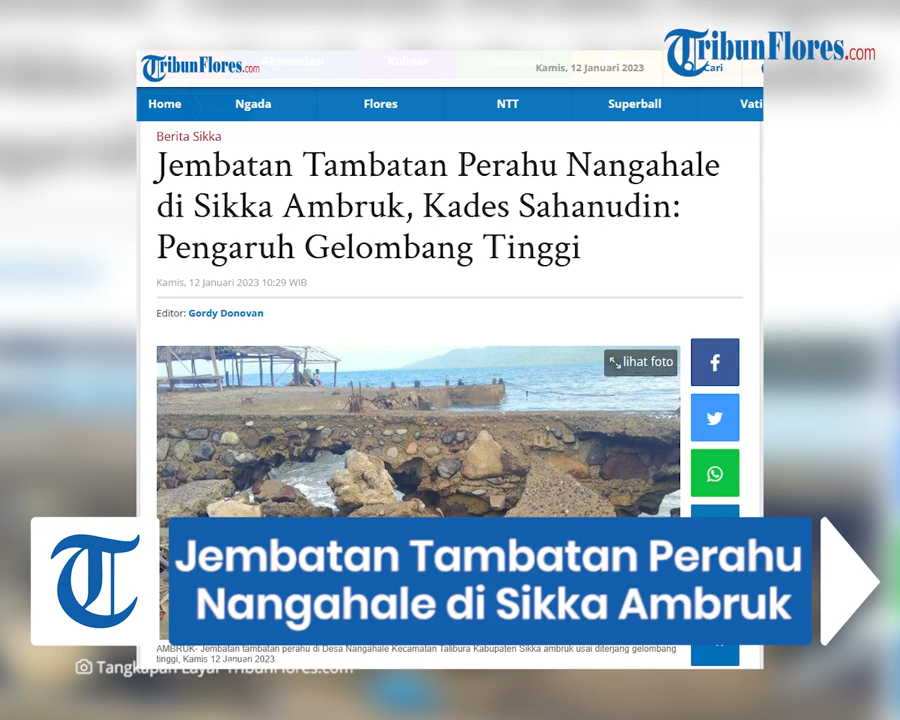 TribunFlores.com
TribunFlores.com
Akomodasi Kuliner
Kamis, 12 Januari 2023
Cari
Home Ngada Flores NTT Superball Vati
Berita Sikka
Jembatan Tambatan Perahu Nangahale
di Sikka Ambruk, Kades Sahanudin:
Pengaruh Gelombang Tinggi
Kamis, 12 Januari 2023 10:29 WIB
Editor: Gordy Donovan
lihat foto
Jembatan Tambatan Perahu
Nangahale di Sikka Ambruk
AMBRUK- Jembatan tambatan perahu di Desa Nangahale Kecamatan Talibura Kabupaten Sikka ambruk usai diterjang gelombang
tinggi, Kamis 12 Januari 2023
Tangkapan Layar TribunFlores.com